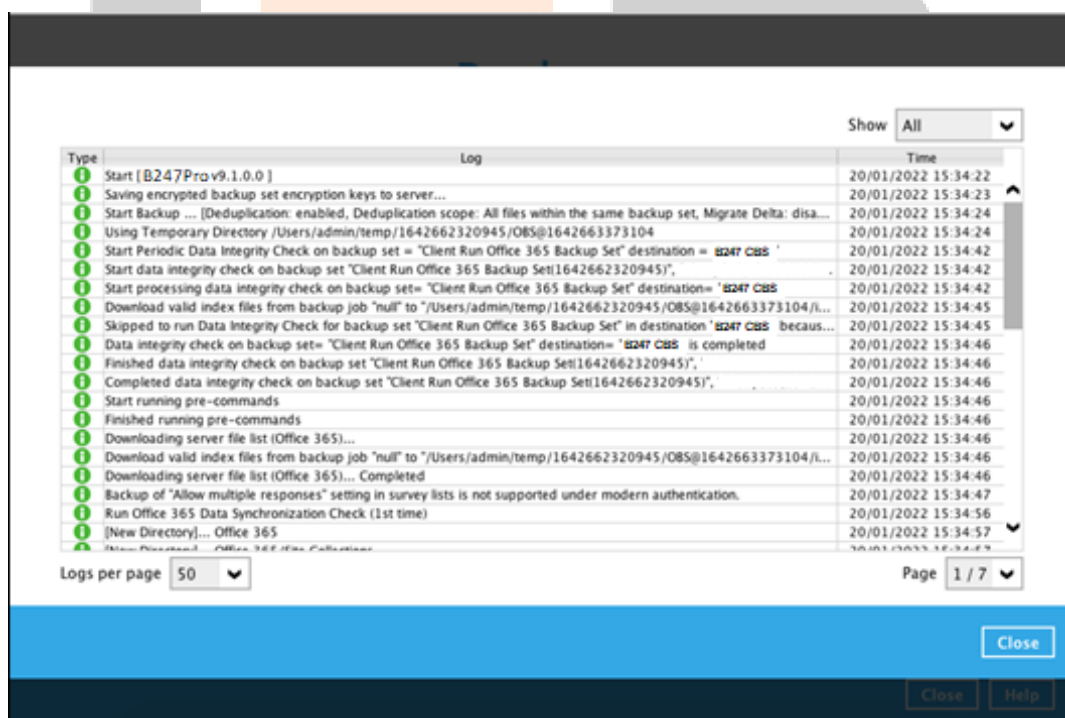 Show All
Type Log Time
Start [ B247Pro v9.1.0.0 ] 20/01/2022 15:34:22
Saving encrypted backup set encryption keys to server... 20/01/2022 15:34:23
Start Backup ... [Deduplication: enabled, Deduplication scope: All files within the same backup set, Migrate Delta: disa... 20/01/2022 15:34:24
Using Temporary Directory /Users/admin/temp/1642662320945/OBS@1642663373104 20/01/2022 15:34:24
Start Periodic Data Integrity Check on backup set = "Client Run Office 365 Backup Set" destination = B247 CBS ' 20/01/2022 15:34:42
Start data integrity check on backup set "Client Run Office 365 Backup Set(1642662320945)", . 20/01/2022 15:34:42
Start processing data integrity check on backup set= "Client Run Office 365 Backup Set" destination= "B247 CBS 20/01/2022 15:34:42
Download valid index files from backup job "null" to "/Users/admin/temp/1642662320945/OBS@1642663373104/i... 20/01/2022 15:34:45
Skipped to run Data Integrity Check for backup set "Client Run Office 365 Backup Set" in destination ' B247 CBS becaus... 20/01/2022 15:34:45
Data integrity check on backup set= "Client Run Office 365 Backup Set" destination= "B247 CBS is completed 20/01/2022 15:34:46
Finished data integrity check on backup set "Client Run Office 365 Backup Set(1642662320945)", ' 20/01/2022 15:34:46
Completed data integrity check on backup set "Client Run Office 365 Backup Set(1642662320945)", ' 20/01/2022 15:34:46
Start running pre-commands 20/01/2022 15:34:46
Finished running pre-commands 20/01/2022 15:34:46
Downloading server file list (Office 365)... 20/01/2022 15:34:46
Download valid index files from backup job "null" to "/Users/admin/temp/1642662320945/OBS@1642663373104/i... 20/01/2022 15:34:46
Downloading server file list (Office 365)... Completed 20/01/2022 15:34:46
Backup of "Allow multiple responses" setting in survey lists is not supported under modern authentication. 20/01/2022 15:34:47
Run Office 365 Data Synchronization Check (1st time) 20/01/2022 15:34:56
[New Directory]... Office 365 20/01/2022 15:34:57
[New Directory]... Office 365/Site Collections 20/01/2022 15:34:57
Logs per page 50 Page 1 / 7
Close
Close Help